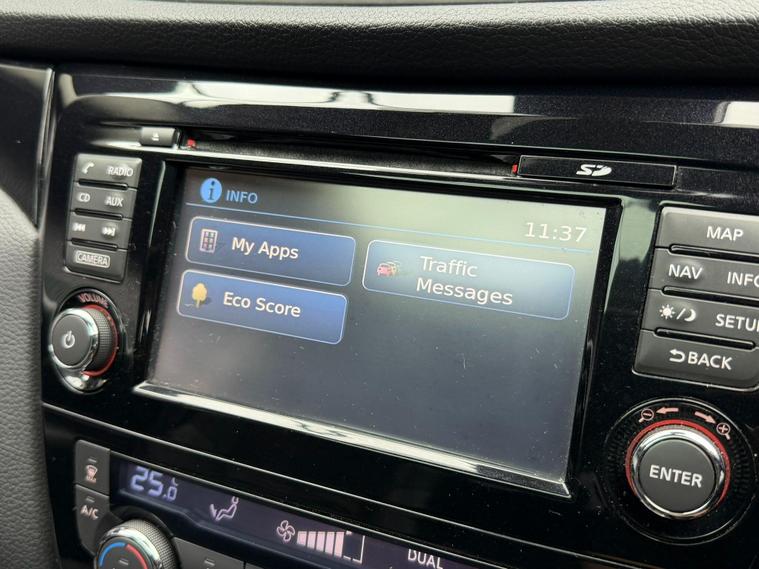 RADIO
CD AUX
CAMERA
VOLUME
SD
i INFO
11:37
My Apps
Traffic
Messages
Eco Score
MAP
NAV INFO
SETU
BACK
ENTER
A/C
25.0
DUAL